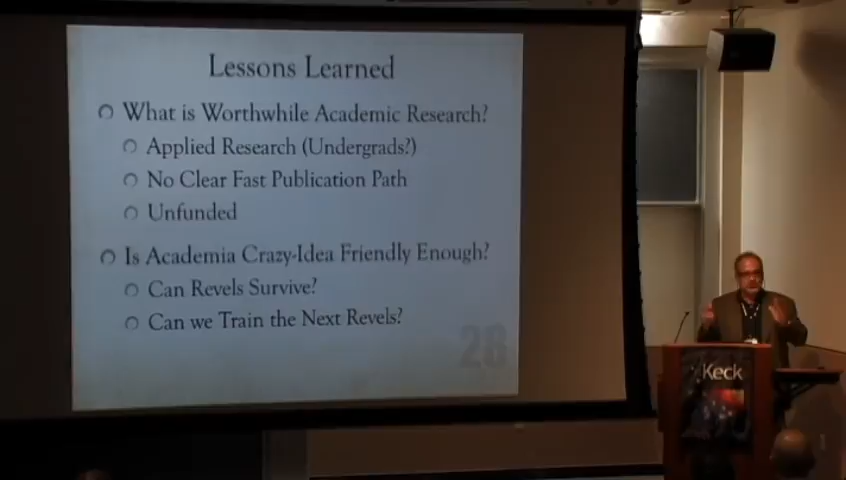 Lessons Learned
What is Worthwhile Academic Research?
Applied Research (Undergrads?)
No Clear Fast Publication Path
Unfunded
Is Academia Crazy-Idea Friendly Enough?
Can Revels Survive?
Can we Train the Next Revels?
26
Keck